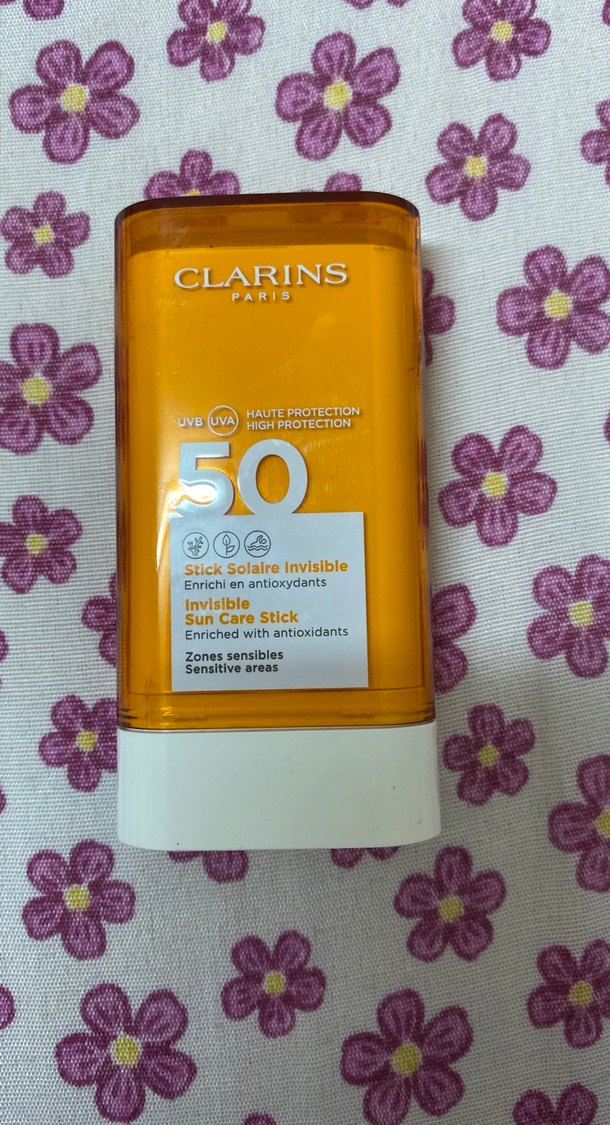 CLARINS
PARIS
UVB UVA HAUTE PROTECTION
HIGH PROTECTION
50
Stick Solaire Invisible
Enrichi en antioxydants
Invisible
Sun Care Stick
Enriched with antioxidants
Zones sensibles
Sensitive areas